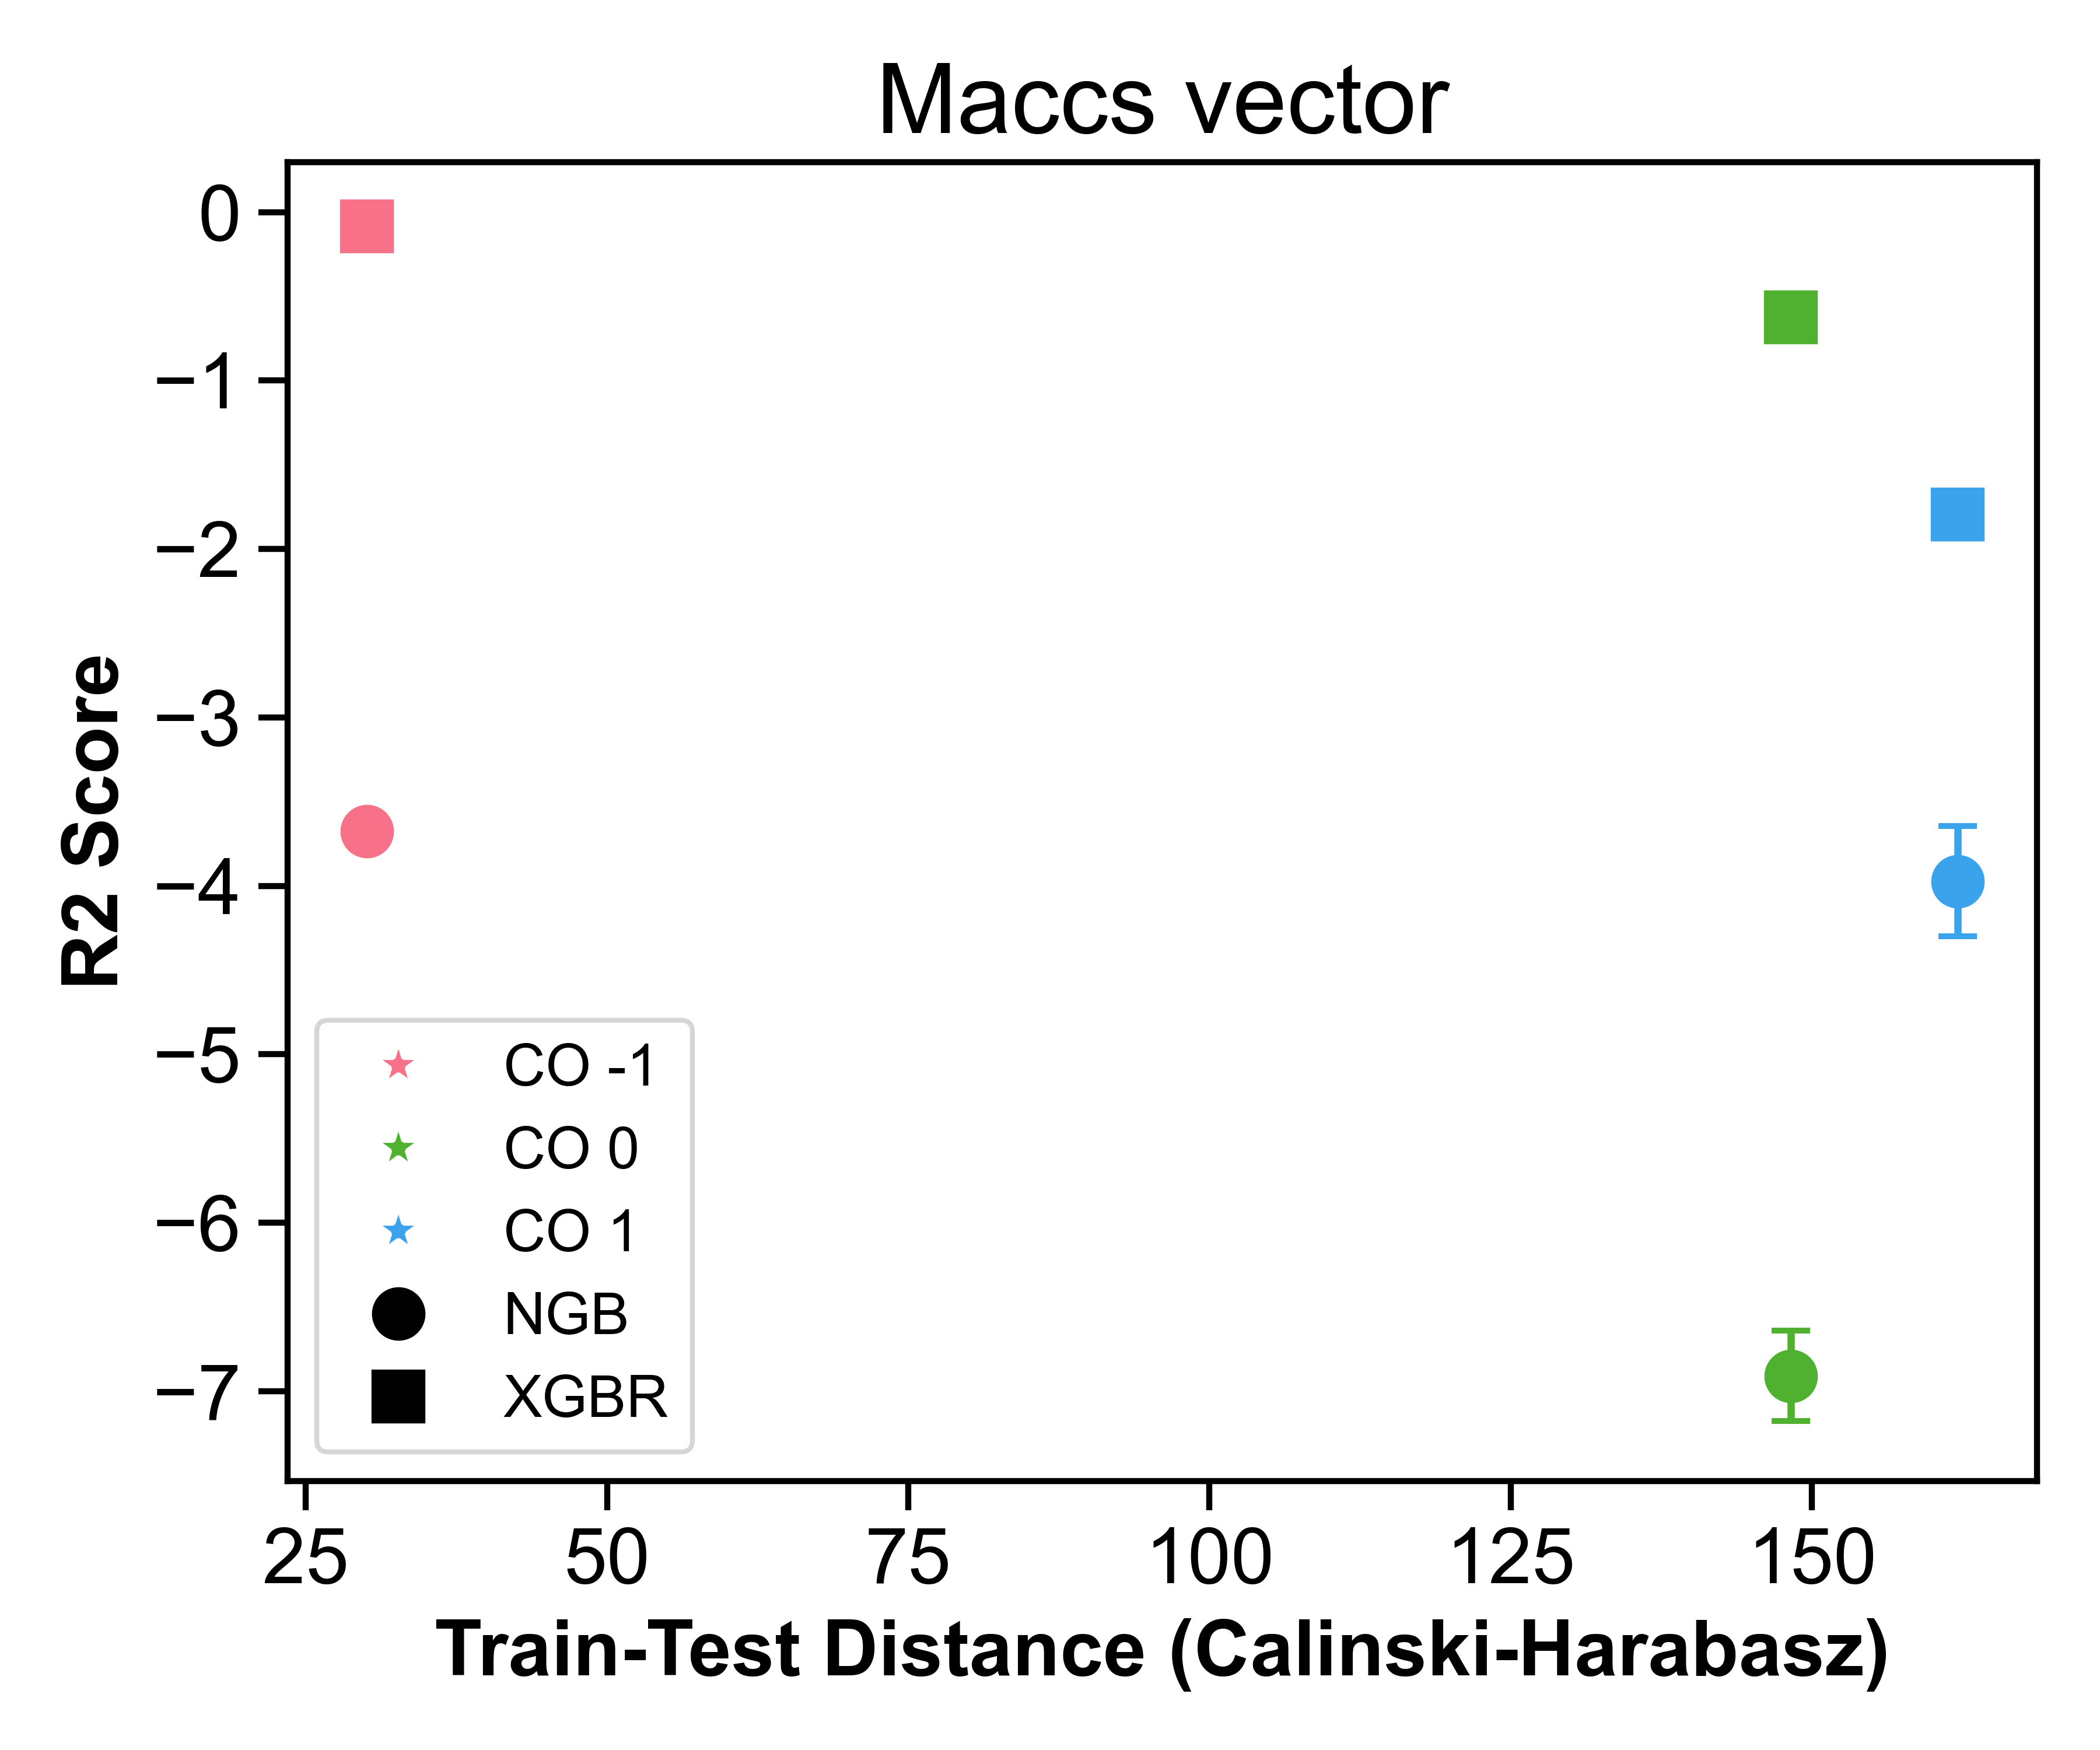 Maccs vector
0
−1
−2
−3
−4
−5
−6
−7
R2 Score
CO -1
CO 0
CO 1
NGB
XGBR
25 50 75 100 125 150
Train-Test Distance (Calinski-Harabasz)